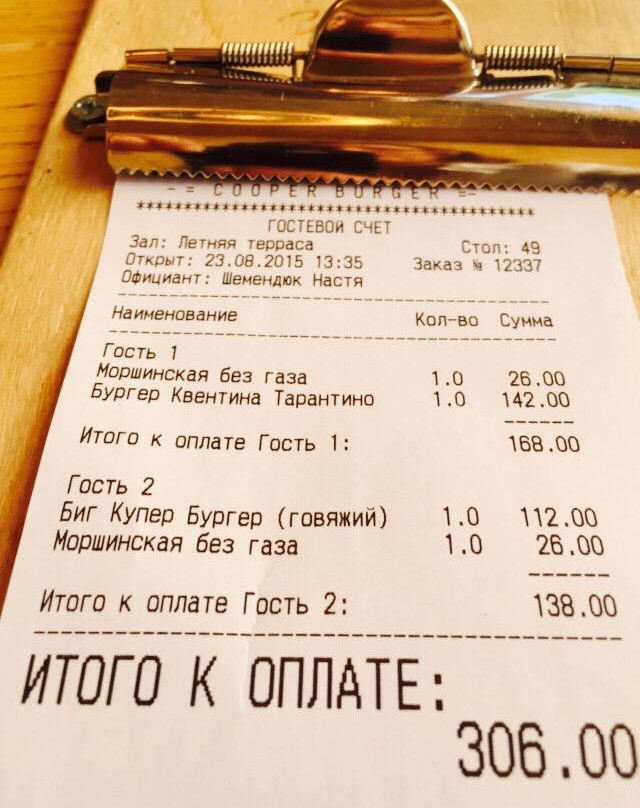 -= COOPER BURGER =-
****************************************
ГОСТЕВОЙ СЧЕТ
Зал: Летняя терраса Стол: 49
Открыт: 23.08.2015 13:35 Заказ № 12337
Официант: Шемендюк Настя
Наименование Кол-во Сумма
Гость 1
Моршинская без газа 1.0 26.00
Бургер Квентина Тарантино 1.0 142.00
Итого к оплате Гость 1: 168.00
Гость 2
Биг Купер Бургер (говяжий) 1.0 112.00
Моршинская без газа 1.0 26.00
Итого к оплате Гость 2: 138.00
ИТОГО К ОПЛАТЕ:
306.00